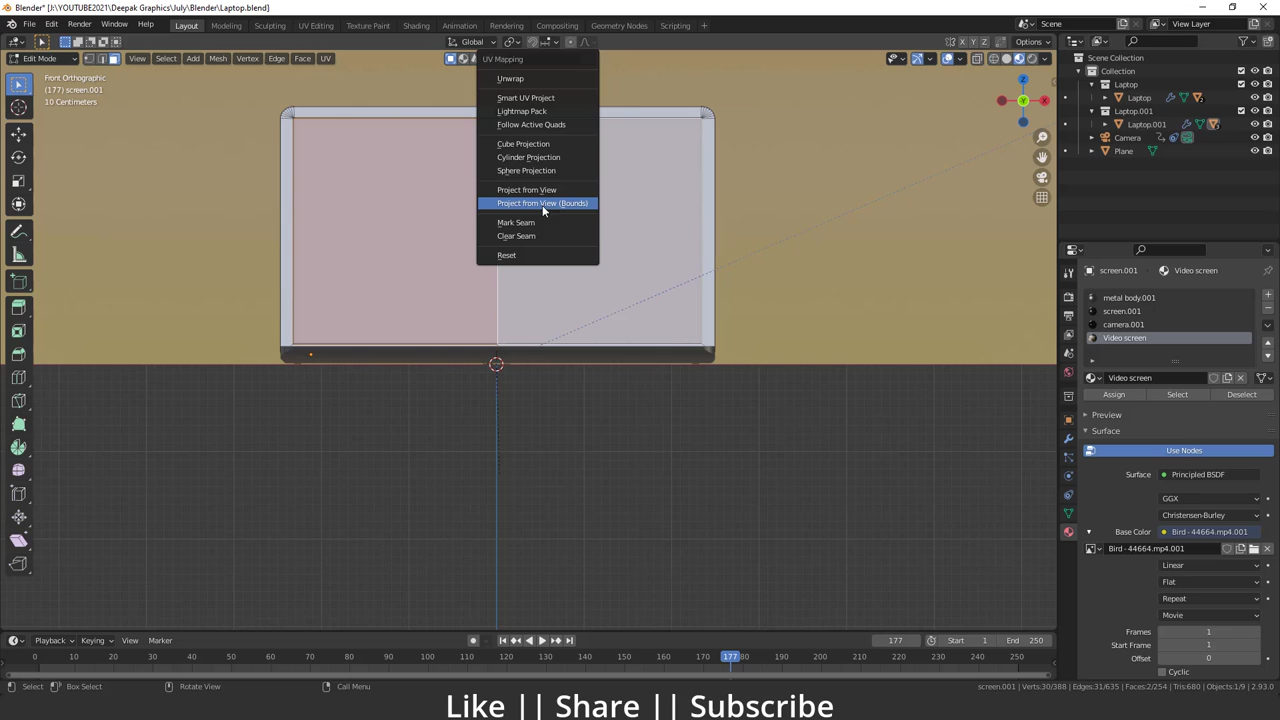 Blender* [J:\YOUTUBE2021\Deepak Graphics\July\Blender\Laptop.blend]
File Edit Render Window Help Layout Modeling Sculpting UV Editing Texture Paint Shading Animation Rendering Compositing Geometry Nodes Scripting + Scene View Layer
Global Options
Edit Mode View Select Add Mesh Vertex Edge Face UV
UV Mapping
Unwrap
Smart UV Project
Lightmap Pack
Follow Active Quads
Cube Projection
Cylinder Projection
Sphere Projection
Project from View
Project from View (Bounds)
Mark Seam
Clear Seam
Reset
Front Orthographic
(177) screen.001
10 Centimeters
Z
X
Y
Scene Collection
Collection
Laptop
Laptop
2
Laptop.001
Laptop.001
Camera
Plane
screen.001 Video screen
metal body.001
screen.001
camera.001
Video screen
Video screen
Assign Select Deselect
Preview
Surface
Use Nodes
Surface Principled BSDF
GGX
Christensen-Burley
Base Color Bird - 44664.mp4.001
Bird - 44664.mp4.001
Linear
Flat
Repeat
Movie
Frames 1
Start Frame 1
Offset 0
Cyclic
Playback Keying View Marker 177 Start 1 End 250
0 10 20 30 40 50 60 70 80 90 100 110 120 130 140 150 160 170 177 180 190 200 210 220 230 240 250
Select Box Select Rotate View Call Menu screen.001 | Verts:30/388 | Edges:31/635 | Faces:2/254 | Tris:680 | Objects:1/9 | 2.93.0
Like || Share || Subscribe